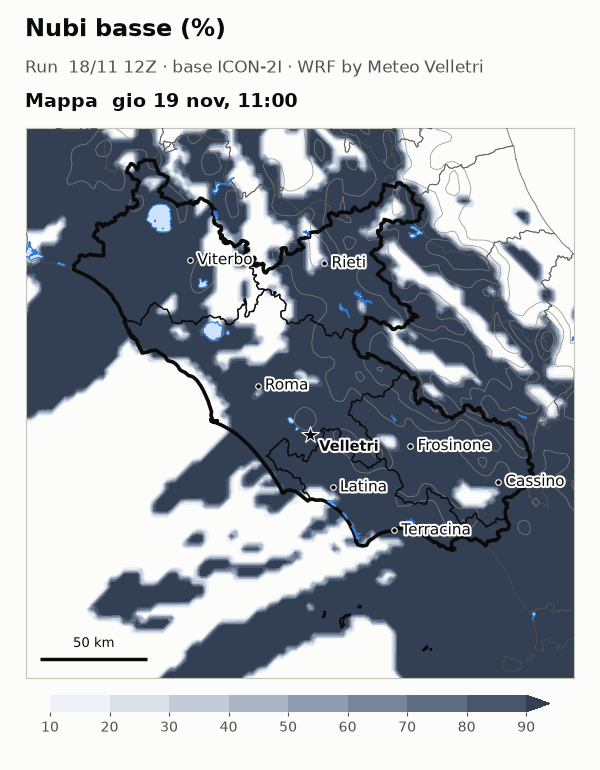 Nubi basse (%)
Run 18/11 12Z · base ICON-2I · WRF by Meteo Velletri
Mappa gio 19 nov, 11:00
Viterbo
Rieti
Roma
Velletri
Frosinone
Cassino
Latina
Terracina
50 km
10 20 30 40 50 60 70 80 90